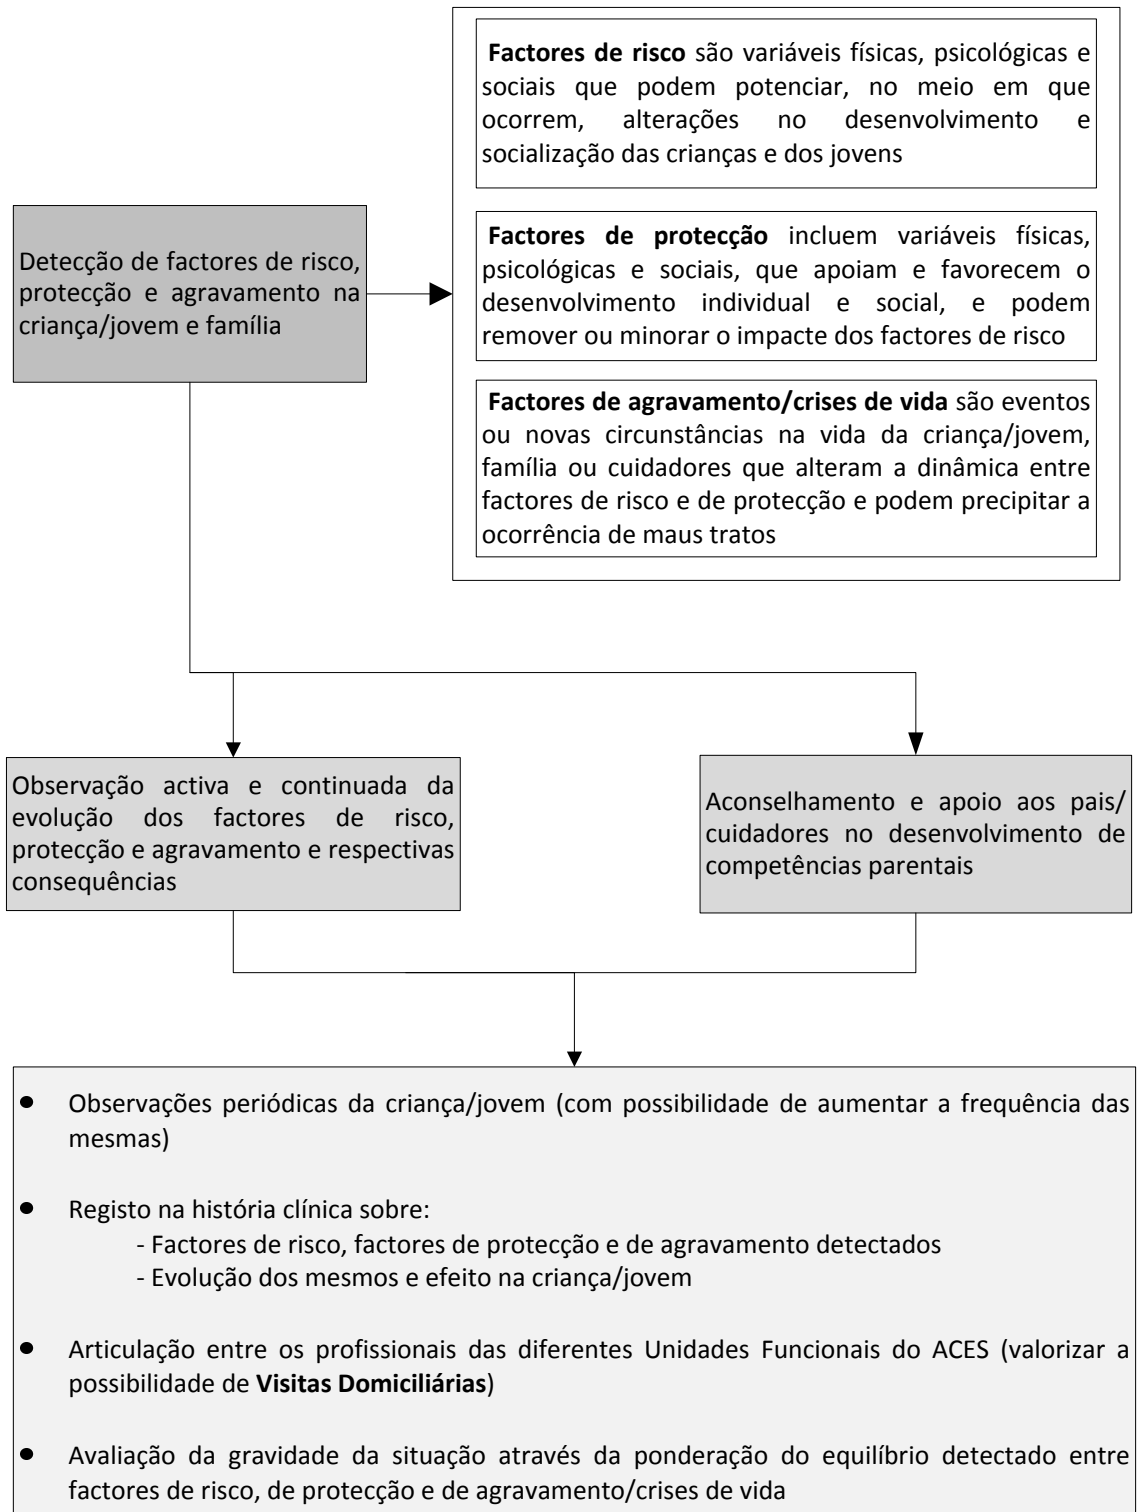 Factores de risco são variáveis físicas, psicológicas e
sociais que podem potenciar, no meio em que
ocorrem, alterações no desenvolvimento e
socialização das crianças e dos jovens
Detecção de factores de risco,
protecção e agravamento na
criança/jovem e família
Factores de protecção incluem variáveis físicas,
psicológicas e sociais, que apoiam e favorecem o
desenvolvimento individual e social, e podem
remover ou minorar o impacte dos factores de risco
Factores de agravamento/crises de vida são eventos
ou novas circunstâncias na vida da criança/jovem,
família ou cuidadores que alteram a dinâmica entre
factores de risco e de protecção e podem precipitar a
ocorrência de maus tratos
Observação activa e continuada da
evolução dos factores de risco,
protecção e agravamento e respectivas
consequências
Aconselhamento e apoio aos pais/
cuidadores no desenvolvimento de
competências parentais
• Observações periódicas da criança/jovem (com possibilidade de aumentar a frequência das
mesmas)
• Registo na história clínica sobre:
- Factores de risco, factores de protecção e de agravamento detectados
- Evolução dos mesmos e efeito na criança/jovem
• Articulação entre os profissionais das diferentes Unidades Funcionais do ACES (valorizar a
possibilidade de Visitas Domiciliárias)
• Avaliação da gravidade da situação através da ponderação do equilíbrio detectado entre
factores de risco, de protecção e de agravamento/crises de vida